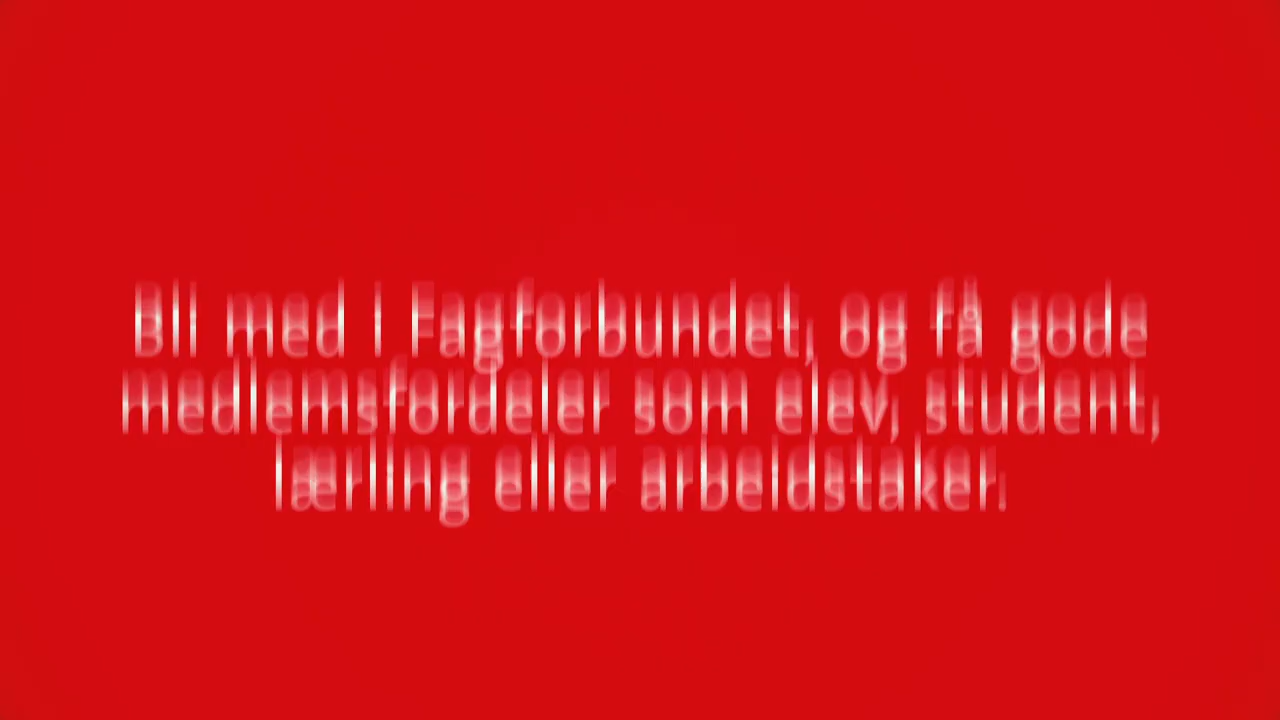 Bli med i Fagforbundet, og få gode
medlemsfordeler som elev, student,
lærling eller arbeidstaker.